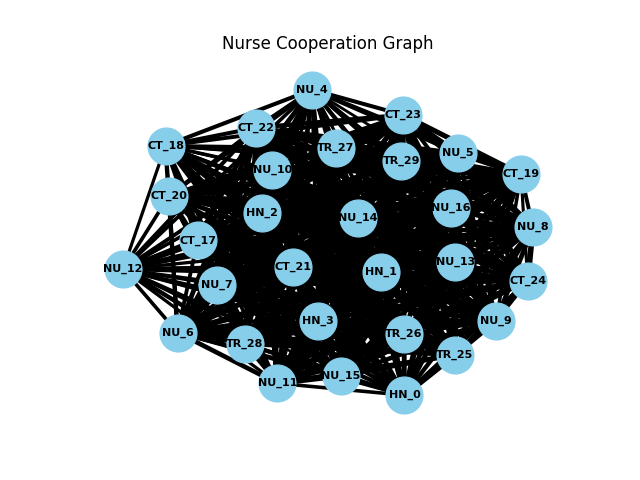 Nurse Cooperation Graph
NU_4
CT_23
CT_22
CT_18
TR_27
NU_5
TR_29
NU_10
CT_19
CT_20
NU_16
HN_2
NU_14
NU_8
CT_17
NU_13
CT_21
NU_12
HN_1
CT_24
NU_7
HN_3
NU_9
NU_6
TR_26
TR_28
TR_25
NU_15
NU_11
HN_0